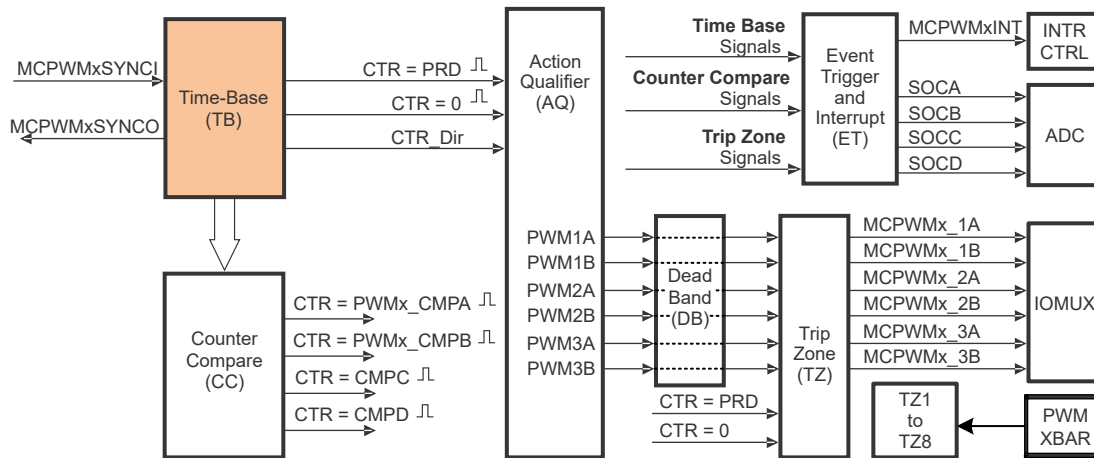 MCPWMxSYNCI
MCPWMxSYNCO
Time-Base
(TB)
CTR = PRD
CTR = 0
CTR_Dir
Action
Qualifier
(AQ)
Time Base
Signals
Counter Compare
Signals
Trip Zone
Signals
Event
Trigger
and
Interrupt
(ET)
MCPWMxINT
INTR
CTRL
SOCA
SOCB
SOCC
SOCD
ADC
Counter
Compare
(CC)
CTR = PWMx_CMPA
CTR = PWMx_CMPB
CTR = CMPC
CTR = CMPD
PWM1A
PWM1B
PWM2A
PWM2B
PWM3A
PWM3B
Dead
Band
(DB)
CTR = PRD
CTR = 0
Trip
Zone
(TZ)
MCPWMx_1A
MCPWMx_1B
MCPWMx_2A
MCPWMx_2B
MCPWMx_3A
MCPWMx_3B
IOMUX
TZ1
to
TZ8
PWM
XBAR